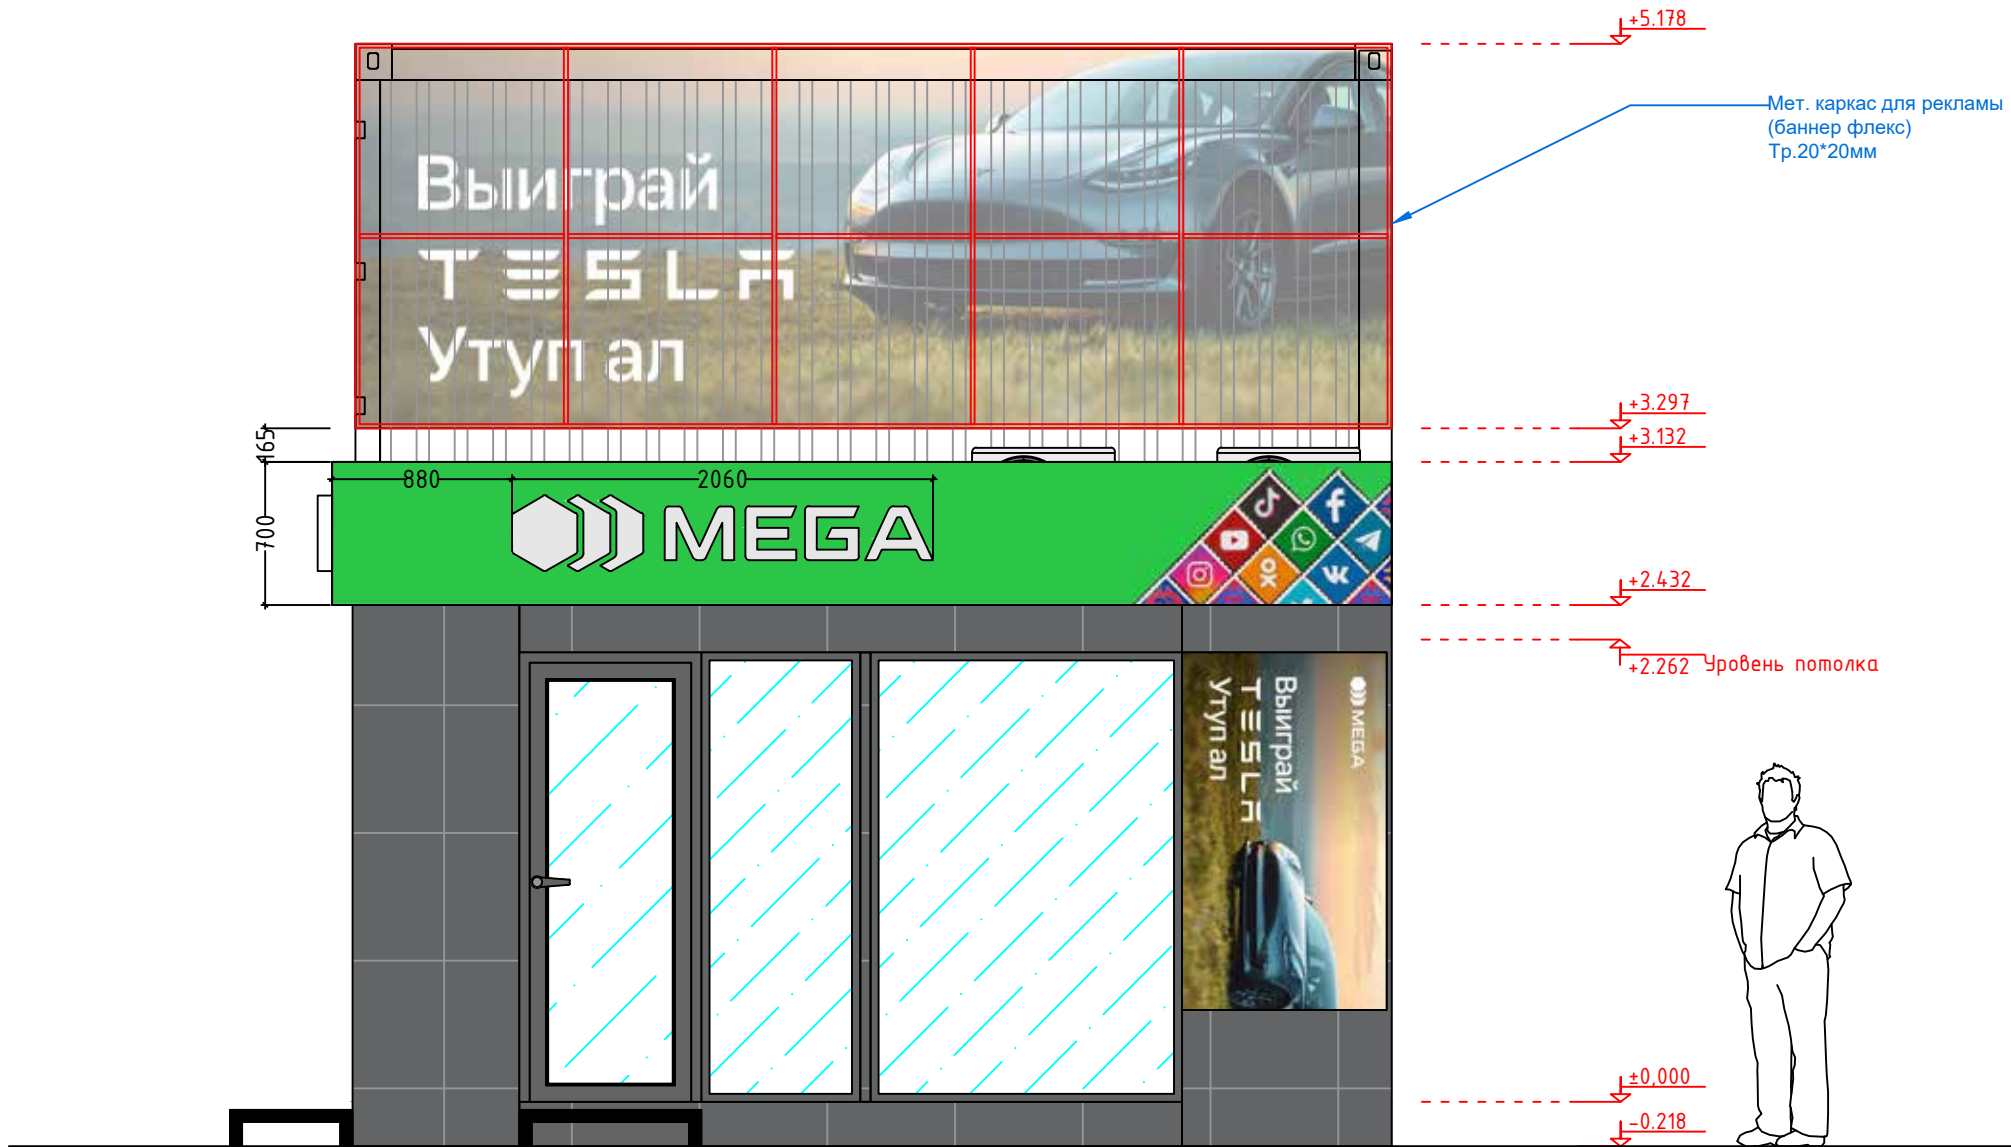 +5.178
Мет. каркас для рекламы
(баннер флекс)
Тр.20*20мм
Выиграй
TESLA
Утуп ал
+3.297
+3.132
165
880
2060
700
MEGA
+2.432
+2.262 Уровень потолка
MEGA
Выиграй
TESLA
Утуп ал
±0,000
-0.218